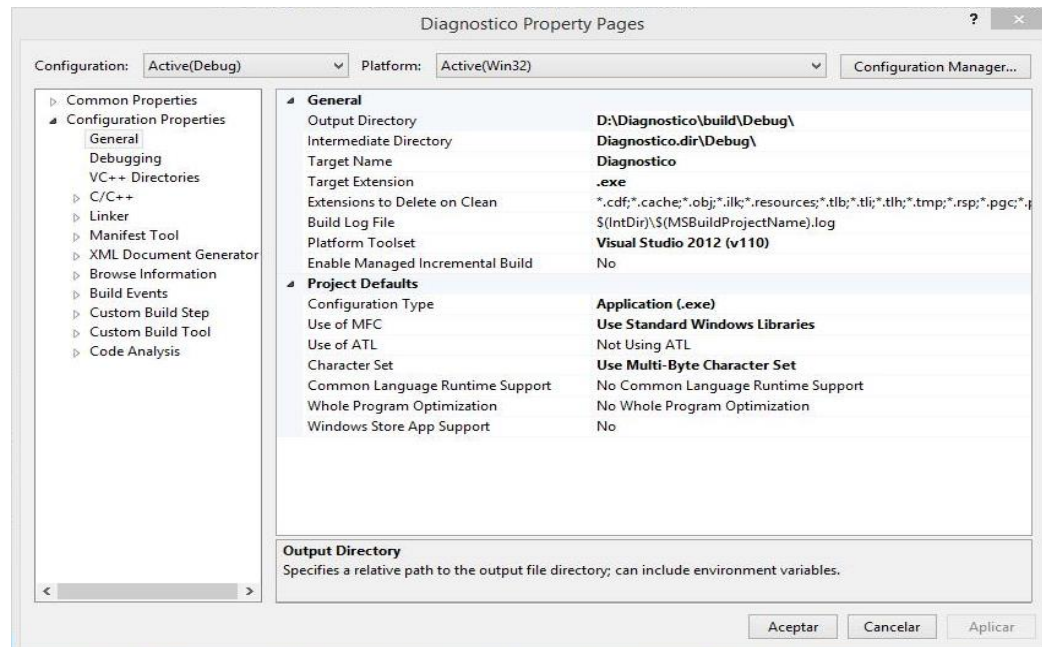 Diagnostico Property Pages
?
Configuration: Active(Debug) Platform: Active(Win32) Configuration Manager...
Common Properties
Configuration Properties
General
Debugging
VC++ Directories
C/C++
Linker
Manifest Tool
XML Document Generator
Browse Information
Build Events
Custom Build Step
Custom Build Tool
Code Analysis
General
Output Directory D:\Diagnostico\build\Debug\
Intermediate Directory Diagnostico.dir\Debug\
Target Name Diagnostico
Target Extension .exe
Extensions to Delete on Clean *.cdf;*.cache;*.obj;*.ilk;*.resources;*.tlb;*.tli;*.tlh;*.tmp;*.rsp;*.pgc;*.p
Build Log File $(IntDir)\$(MSBuildProjectName).log
Platform Toolset Visual Studio 2012 (v110)
Enable Managed Incremental Build No
Project Defaults
Configuration Type Application (.exe)
Use of MFC Use Standard Windows Libraries
Use of ATL Not Using ATL
Character Set Use Multi-Byte Character Set
Common Language Runtime Support No Common Language Runtime Support
Whole Program Optimization No Whole Program Optimization
Windows Store App Support No
Output Directory
Specifies a relative path to the output file directory; can include environment variables.
Aceptar Cancelar Aplicar